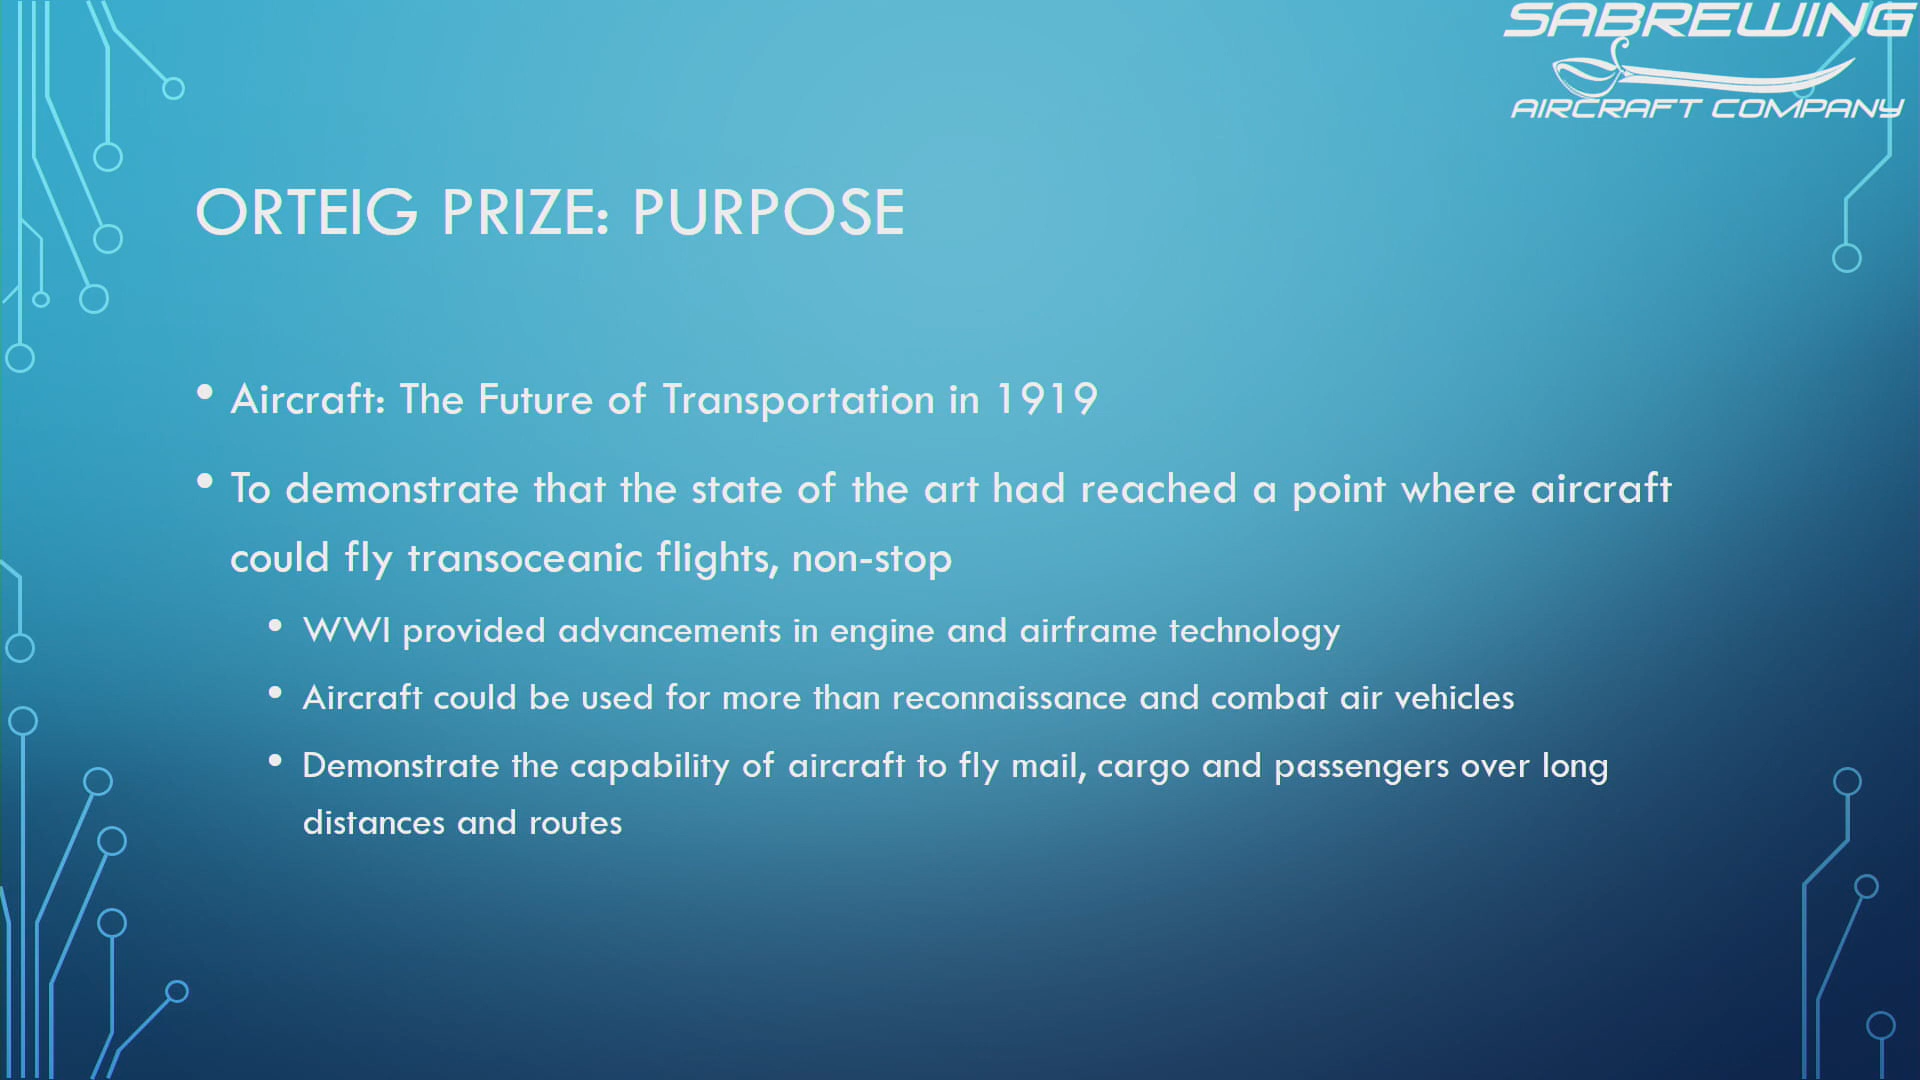 SABREWING
AIRCRAFT COMPANY
ORTEIG PRIZE: PURPOSE
• Aircraft: The Future of Transportation in 1919
• To demonstrate that the state of the art had reached a point where aircraft
could fly transoceanic flights, non-stop
• WWI provided advancements in engine and airframe technology
• Aircraft could be used for more than reconnaissance and combat air vehicles
• Demonstrate the capability of aircraft to fly mail, cargo and passengers over long
distances and routes